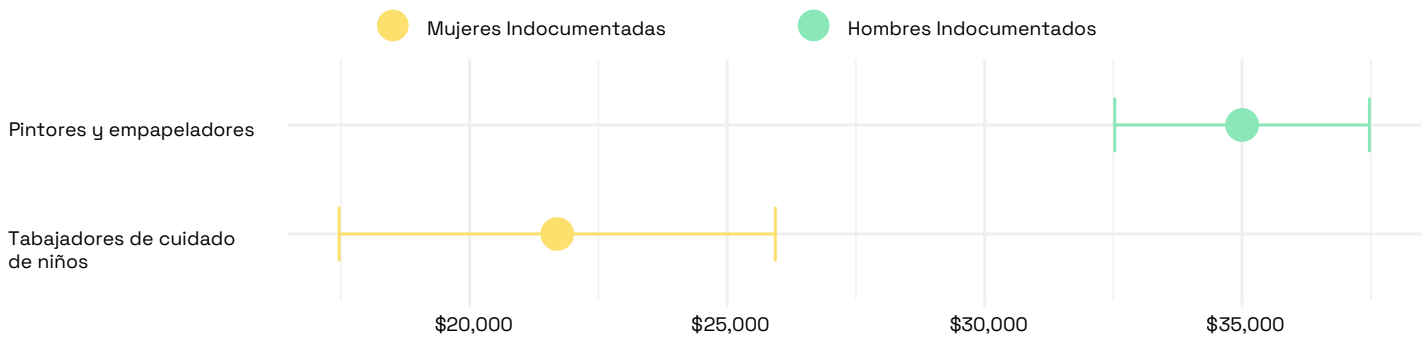 Mujeres Indocumentadas
Hombres Indocumentados
Pintores y empapeladores
Tabajadores de cuidado
de niños
$20,000
$25,000
$30,000
$35,000